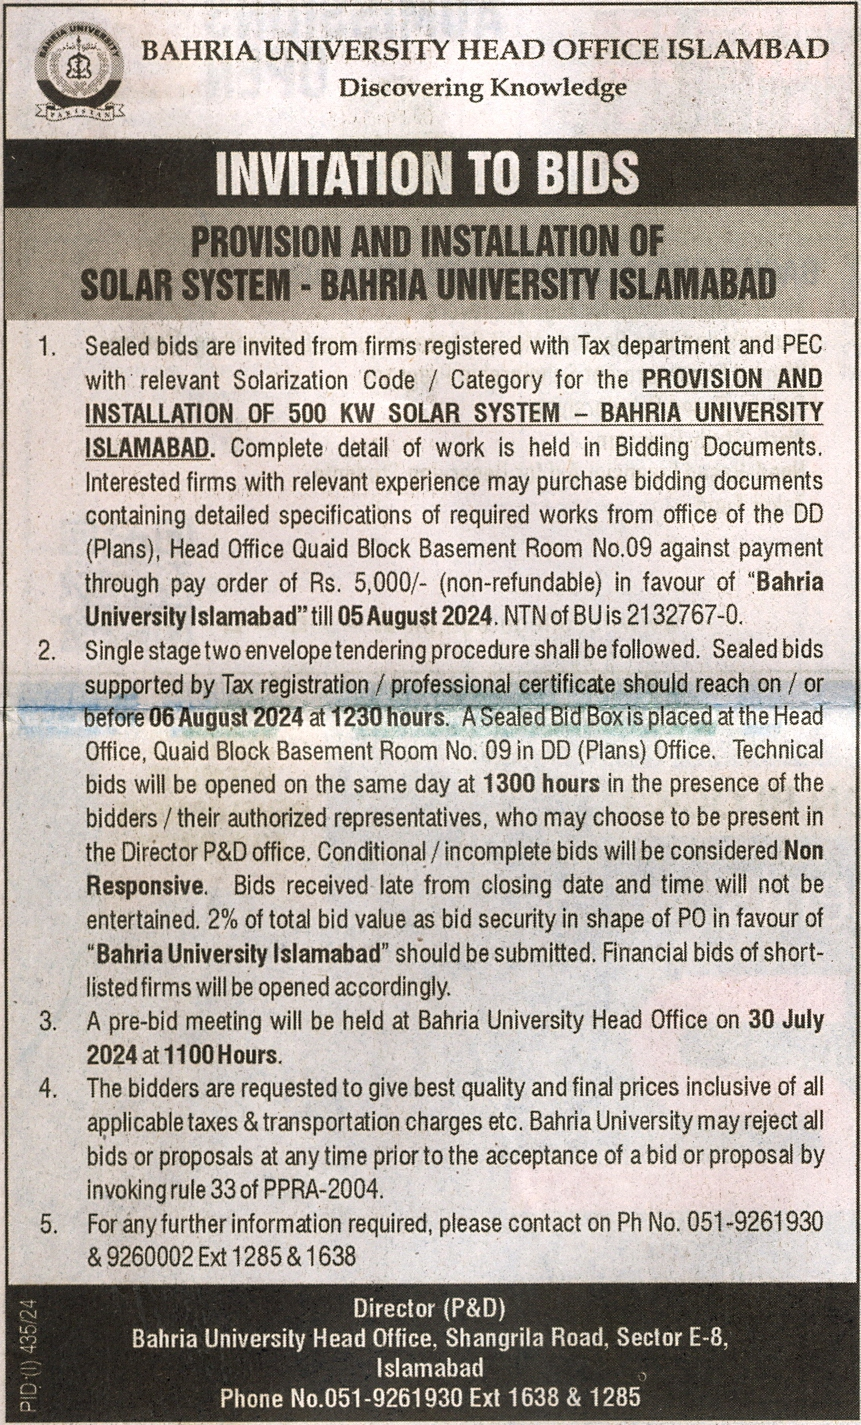 BAHRIA UNIVERSITY
PAKISTAN
BAHRIA UNIVERSITY HEAD OFFICE ISLAMBAD
Discovering Knowledge
INVITATION TO BIDS
PROVISION AND INSTALLATION OF
SOLAR SYSTEM - BAHRIA UNIVERSITY ISLAMABAD
1. Sealed bids are invited from firms registered with Tax department and PEC
with relevant Solarization Code / Category for the PROVISION AND
INSTALLATION OF 500 KW SOLAR SYSTEM – BAHRIA UNIVERSITY
ISLAMABAD. Complete detail of work is held in Bidding Documents.
Interested firms with relevant experience may purchase bidding documents
containing detailed specifications of required works from office of the DD
(Plans), Head Office Quaid Block Basement Room No.09 against payment
through pay order of Rs. 5,000/- (non-refundable) in favour of “Bahria
University Islamabad” till 05 August 2024. NTN of BU is 2132767-0.
2. Single stage two envelope tendering procedure shall be followed. Sealed bids
supported by Tax registration / professional certificate should reach on / or
before 06 August 2024 at 1230 hours. A Sealed Bid Box is placed at the Head
Office, Quaid Block Basement Room No. 09 in DD (Plans) Office. Technical
bids will be opened on the same day at 1300 hours in the presence of the
bidders / their authorized representatives, who may choose to be present in
the Director P&D office. Conditional / incomplete bids will be considered Non
Responsive. Bids received late from closing date and time will not be
entertained. 2% of total bid value as bid security in shape of PO in favour of
“Bahria University Islamabad” should be submitted. Financial bids of short-
listed firms will be opened accordingly.
3. A pre-bid meeting will be held at Bahria University Head Office on 30 July
2024 at 1100 Hours.
4. The bidders are requested to give best quality and final prices inclusive of all
applicable taxes & transportation charges etc. Bahria University may reject all
bids or proposals at any time prior to the acceptance of a bid or proposal by
invoking rule 33 of PPRA-2004.
5. For any further information required, please contact on Ph No. 051-9261930
& 9260002 Ext 1285 & 1638
Director (P&D)
Bahria University Head Office, Shangrila Road, Sector E-8,
Islamabad
Phone No.051-9261930 Ext 1638 & 1285
PID (I) 435/24